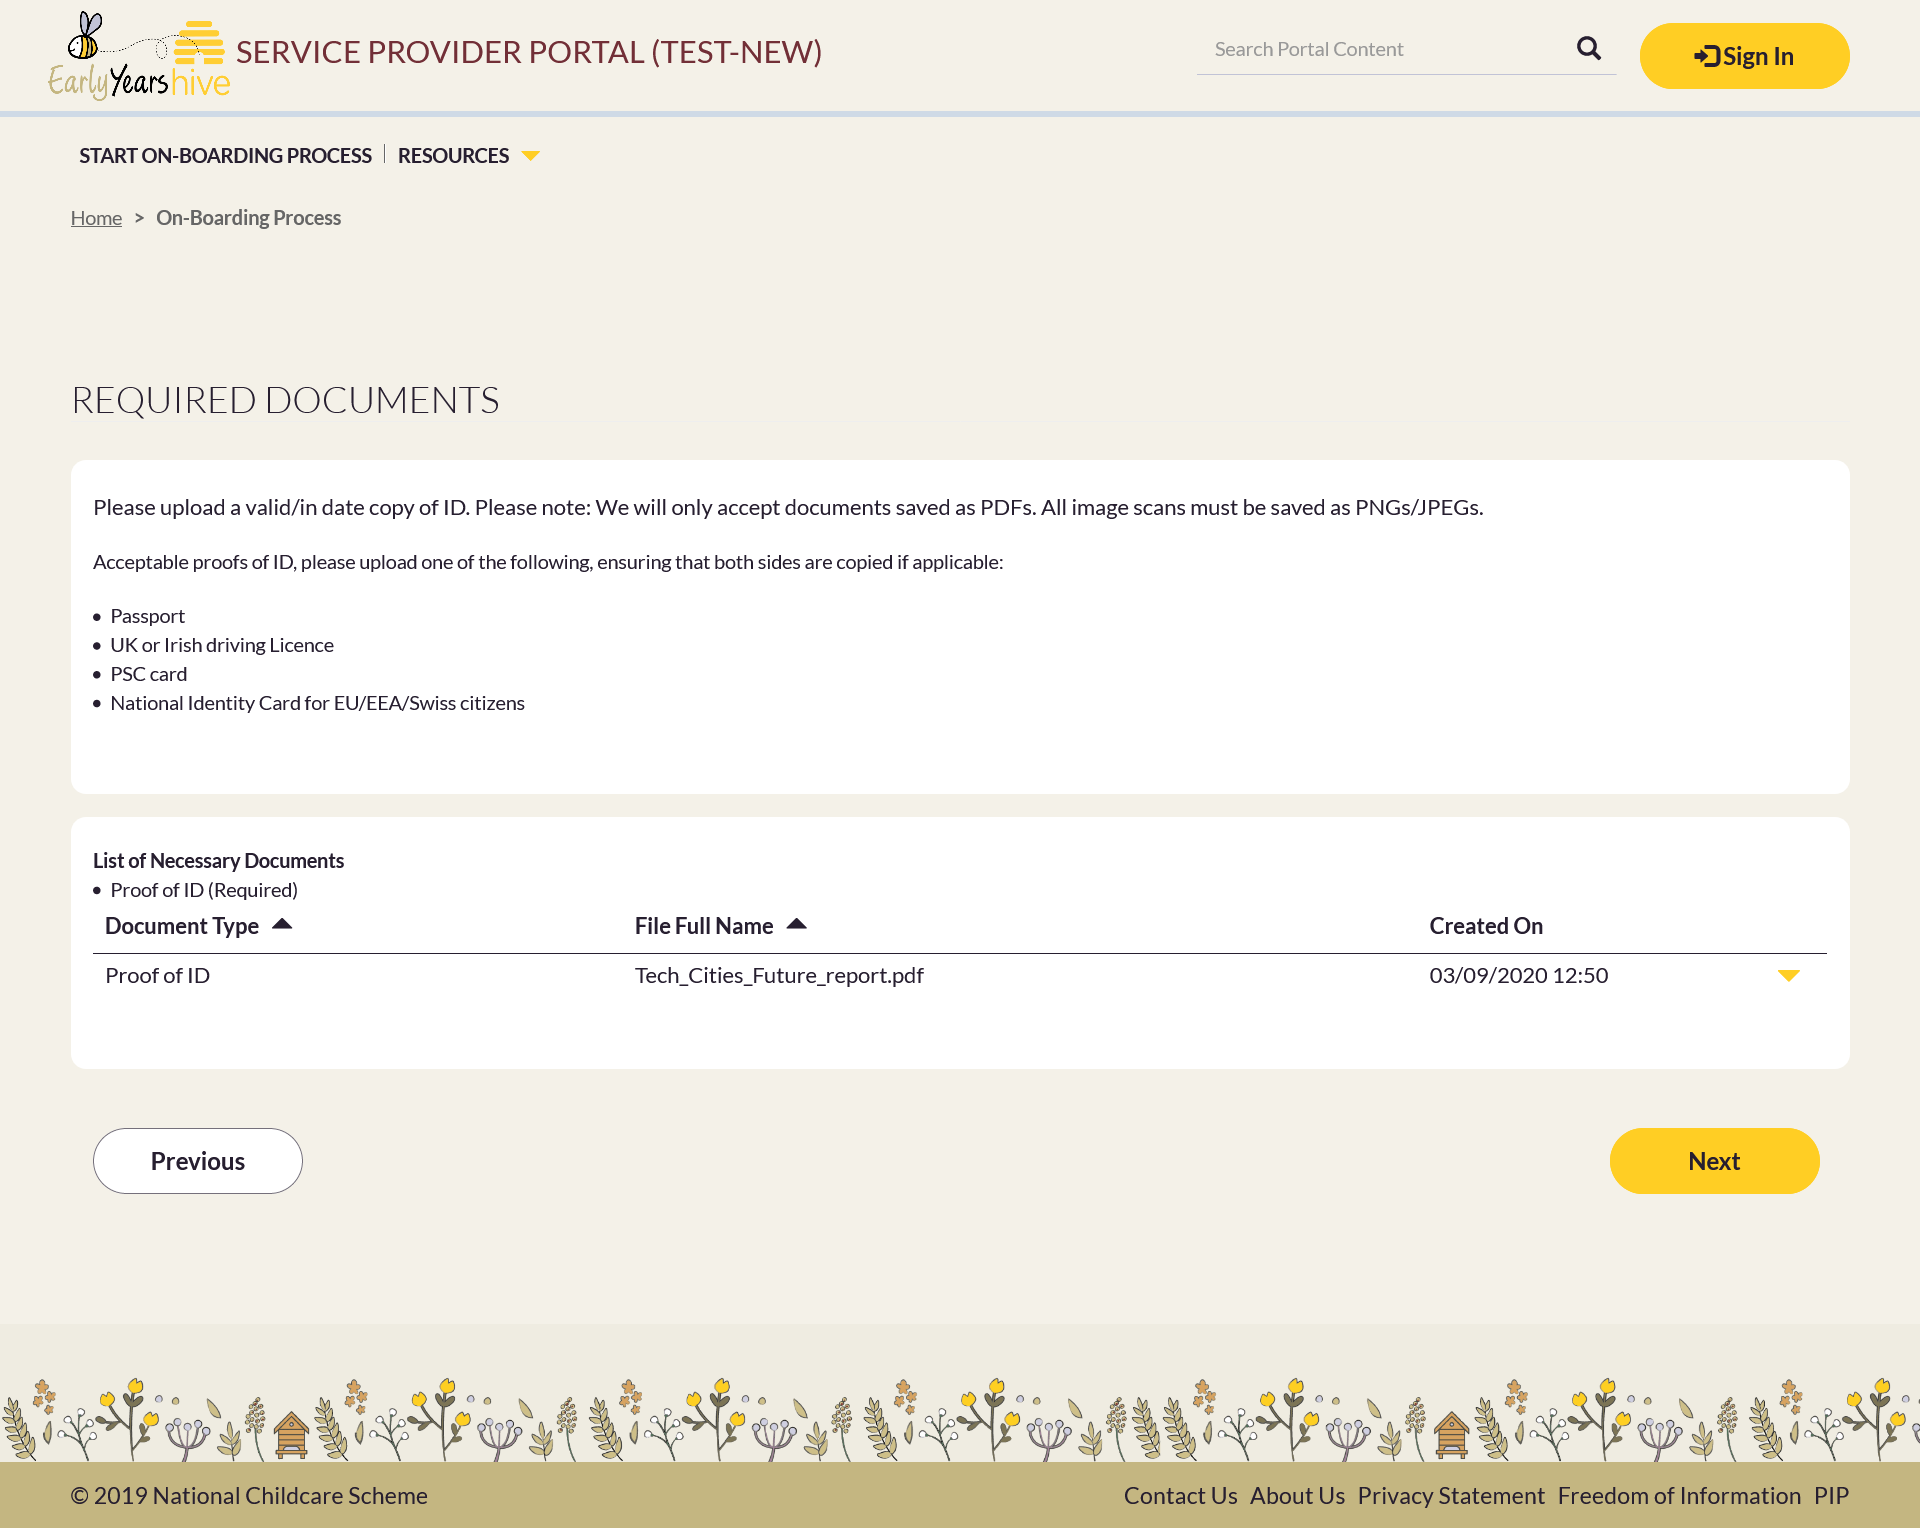 Early Years hive
SERVICE PROVIDER PORTAL (TEST-NEW)
Search Portal Content
Sign In
START ON-BOARDING PROCESS
RESOURCES
Home > On-Boarding Process
REQUIRED DOCUMENTS
Please upload a valid/in date copy of ID. Please note: We will only accept documents saved as PDFs. All image scans must be saved as PNGs/JPEGs.
Acceptable proofs of ID, please upload one of the following, ensuring that both sides are copied if applicable:
• Passport
• UK or Irish driving Licence
• PSC card
• National Identity Card for EU/EEA/Swiss citizens
List of Necessary Documents
• Proof of ID (Required)
Document Type File Full Name Created On
Proof of ID Tech_Cities_Future_report.pdf 03/09/2020 12:50
Previous
Next
© 2019 National Childcare Scheme
Contact Us About Us Privacy Statement Freedom of Information PIP